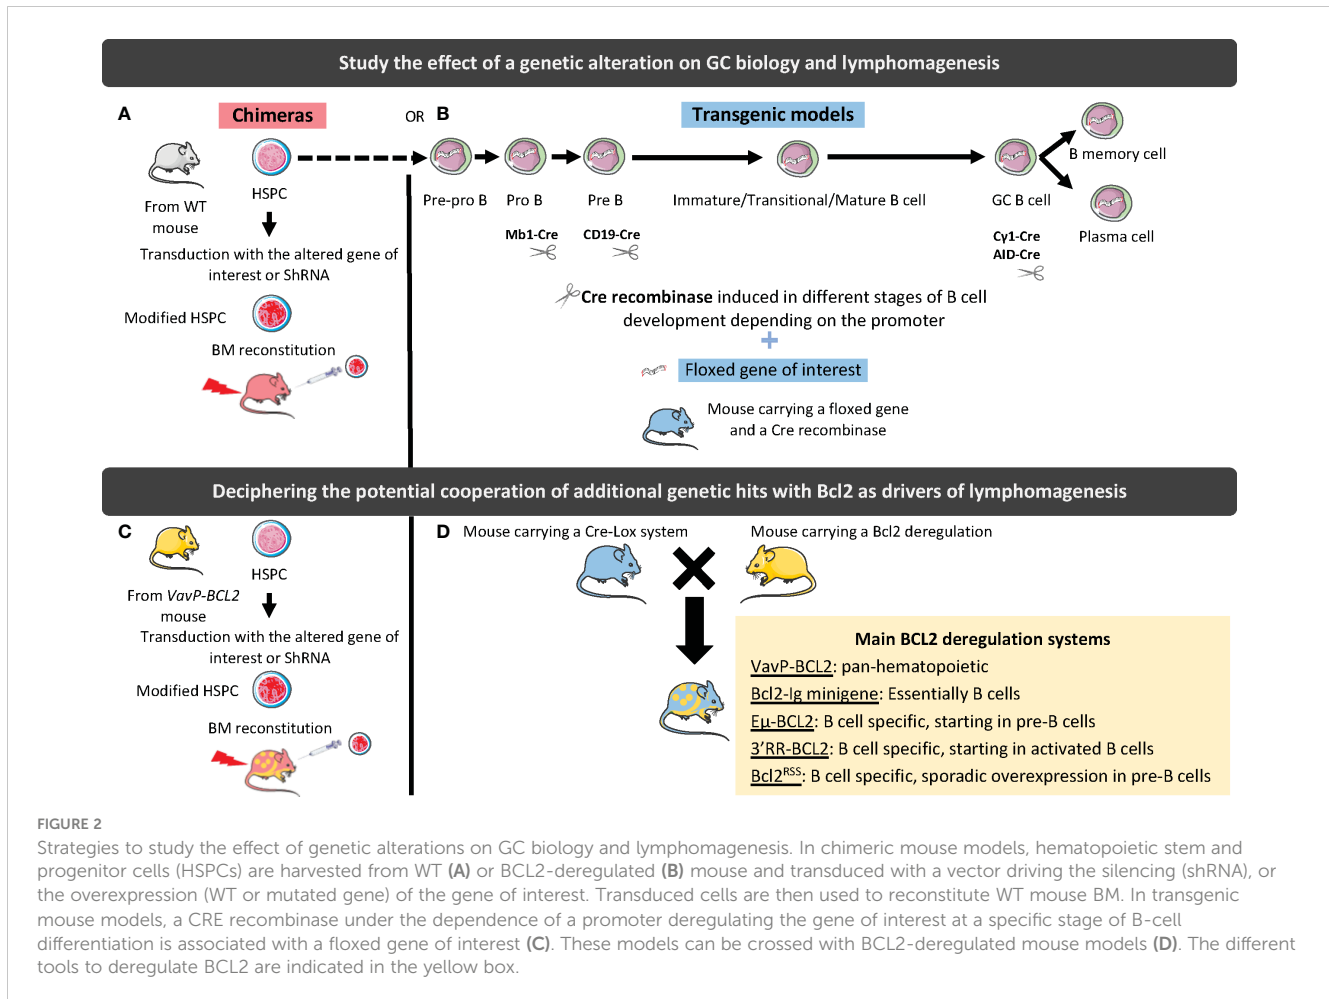 Study the effect of a genetic alteration on GC biology and lymphomagenesis
A
Chimeras
OR
B
Transgenic models
HSPC
From WT
mouse
Transduction with the altered gene of
interest or ShRNA
Modified HSPC
BM reconstitution
Pre-pro B
Pro B
Pre B
Immature/Transitional/Mature B cell
GC B cell
B memory cell
Plasma cell
Mb1-Cre
CD19-Cre
Cγ1-Cre
AID-Cre
Cre recombinase induced in different stages of B cell
development depending on the promoter
+
Floxed gene of interest
Mouse carrying a floxed gene
and a Cre recombinase
Deciphering the potential cooperation of additional genetic hits with Bcl2 as drivers of lymphomagenesis
C
HSPC
From VavP-BCL2
mouse
Transduction with the altered gene of
interest or ShRNA
Modified HSPC
BM reconstitution
D
Mouse carrying a Cre-Lox system
Mouse carrying a Bcl2 deregulation
Main BCL2 deregulation systems
VavP-BCL2: pan-hematopoietic
Bcl2-Ig minigene: Essentially B cells
Eμ-BCL2: B cell specific, starting in pre-B cells
3’RR-BCL2: B cell specific, starting in activated B cells
Bcl2RSS: B cell specific, sporadic overexpression in pre-B cells
FIGURE 2
Strategies to study the effect of genetic alterations on GC biology and lymphomagenesis. In chimeric mouse models, hematopoietic stem and
progenitor cells (HSPCs) are harvested from WT (A) or BCL2-deregulated (B) mouse and transduced with a vector driving the silencing (shRNA), or
the overexpression (WT or mutated gene) of the gene of interest. Transduced cells are then used to reconstitute WT mouse BM. In transgenic
mouse models, a CRE recombinase under the dependence of a promoter deregulating the gene of interest at a specific stage of B-cell
differentiation is associated with a floxed gene of interest (C). These models can be crossed with BCL2-deregulated mouse models (D). The different
tools to deregulate BCL2 are indicated in the yellow box.